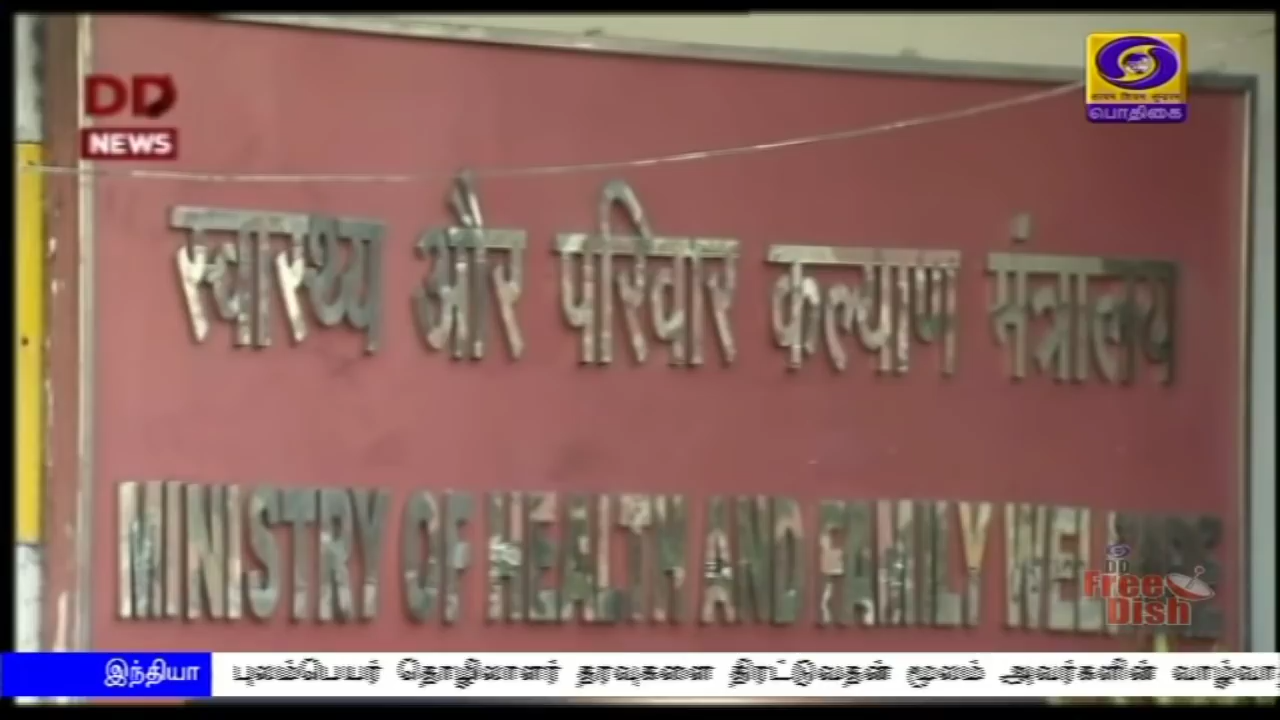 DD
NEWS
பொதிகை
स्वास्थ्य और परिवार कल्याण मंत्रालय
MINISTRY OF HEALTH AND FAMILY WELFARE
DD
Free
Dish
இந்தியா புலம்பெயர் தொழிலாளர் தரவுகளை திரட்டுவதன் மூலம் அவர்களின்